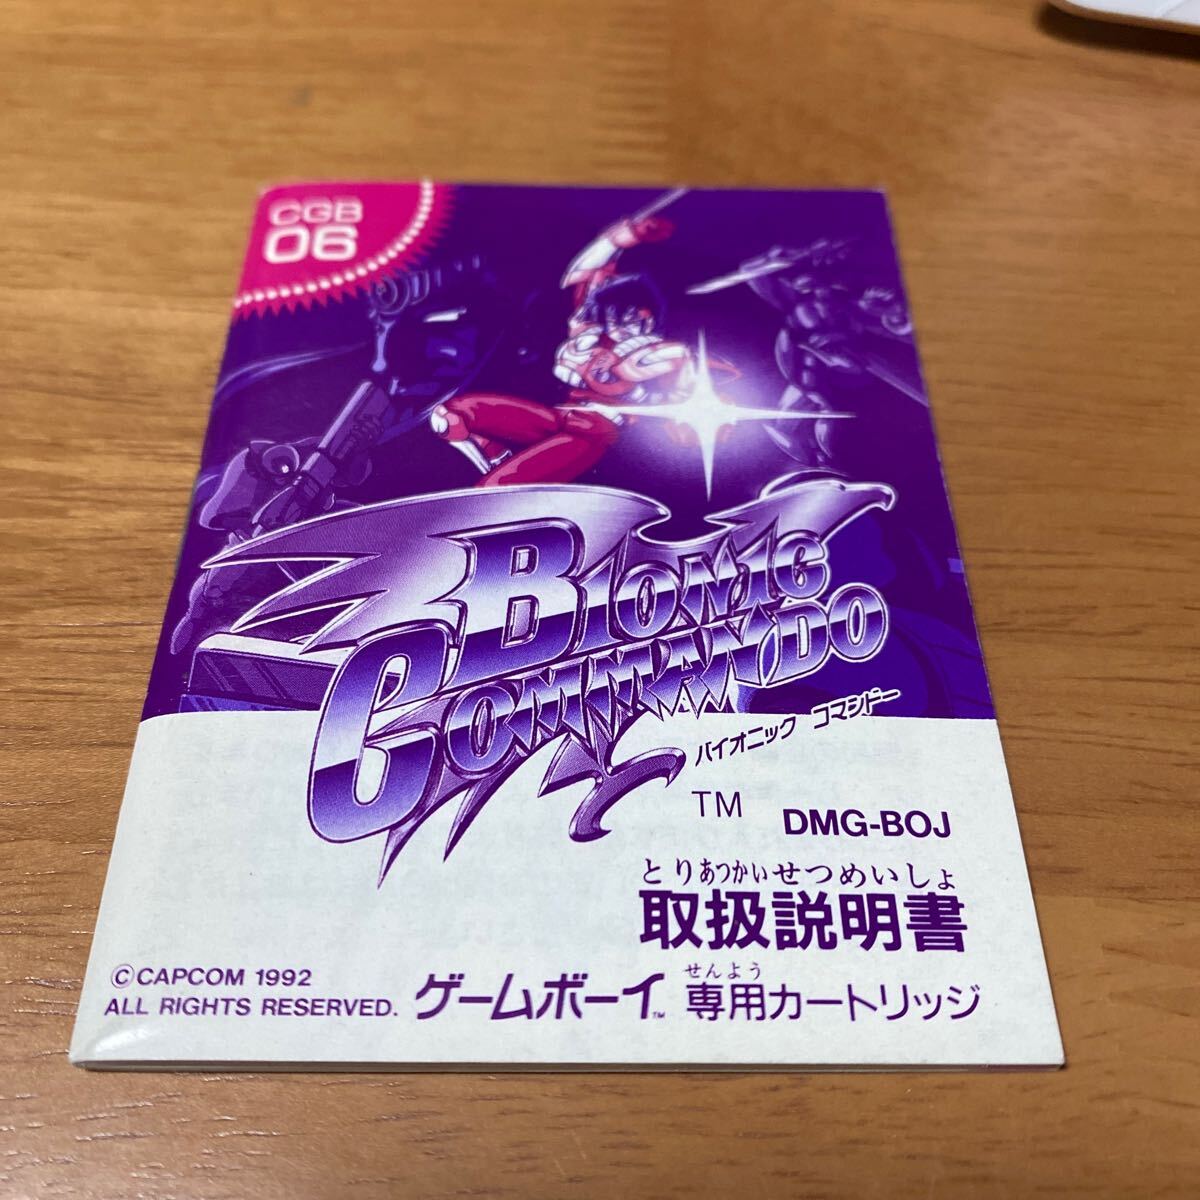 CGB
06
BIONIC
COMMANDO
バイオニック コマンドー
TM
DMG-BOJ
とりあつかいせつめいしょ
取扱説明書
せんよう
ゲームボーイ™ 専用カートリッジ
©CAPCOM 1992
ALL RIGHTS RESERVED.